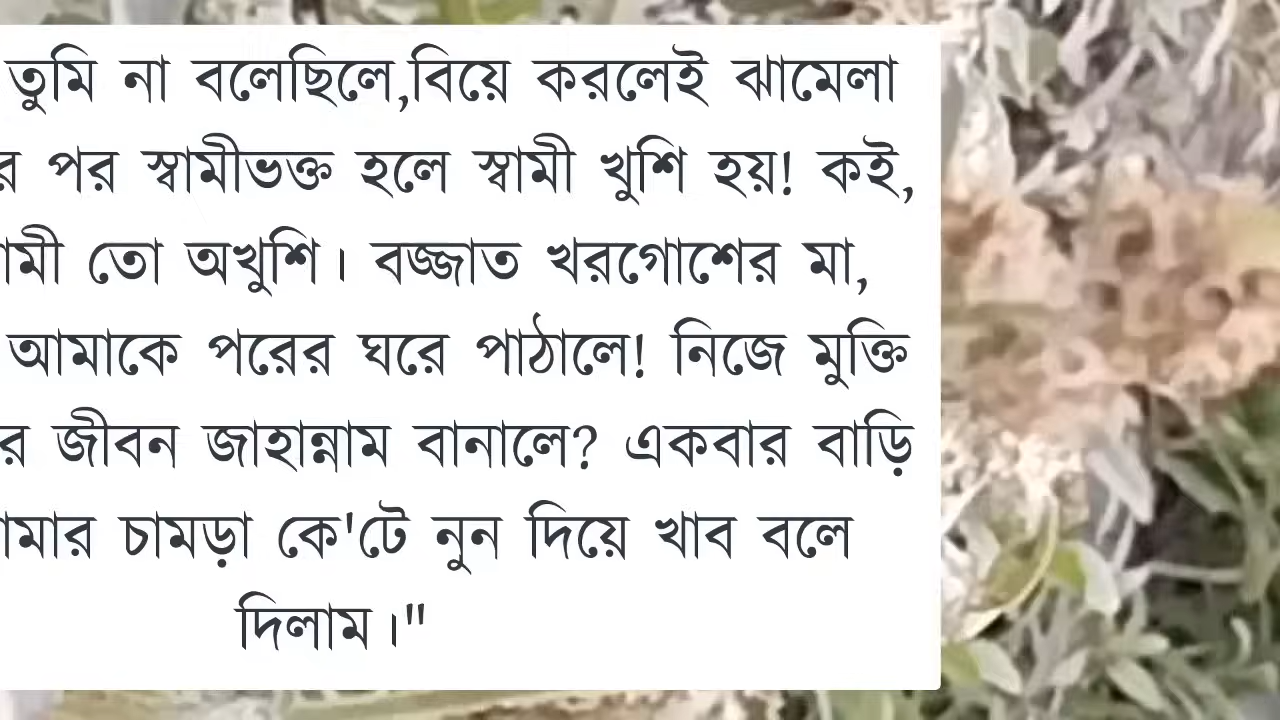 তুমি না বলেছিলে,বিয়ে করলেই ঝামেলা
পর স্বামীভক্ত হলে স্বামী খুশি হয়! কই,
তো অখুশি। বজ্জাত খরগোশের মা,
আমাকে পরের ঘরে পাঠালে! নিজে মুক্তি
জীবন জাহান্নাম বানালে? একবার বাড়ি
চামড়া কে'টে নুন দিয়ে খাব বলে
দিলাম।"